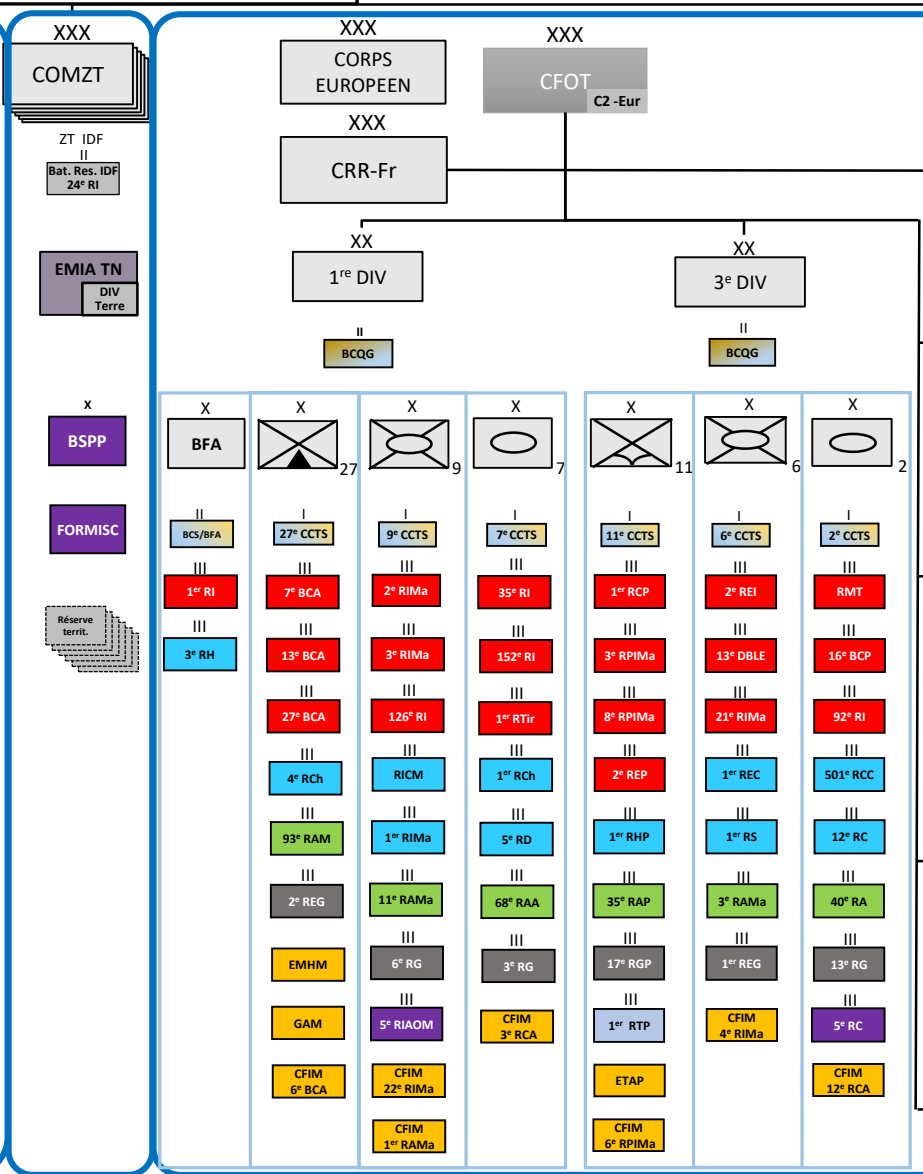 XXX
COMZT
ZT IDF
II
Bat. Res. IDF
24e RI
EMIA TN
DIV
Terre
x
BSPP
FORMISC
Réserve
territ.
XXX
CORPS
EUROPEEN
XXX
CFOT
C2 -Eur
XXX
CRR-Fr
XX
1re DIV
II
BCQG
XX
3e DIV
II
BCQG
X
BFA
II
BCS/BFA
III
1er RI
III
3e RH
X
27
I
27e CCTS
III
7e BCA
III
13e BCA
III
27e BCA
III
4e RCh
III
93e RAM
III
2e REG
EMHM
GAM
CFIM
6e BCA
X
9
I
9e CCTS
III
2e RIMa
III
3e RIMa
III
126e RI
III
RICM
III
1er RIMa
III
11e RAMa
III
6e RG
III
5e RIAOM
CFIM
22e RIMa
CFIM
1er RAMa
X
7
I
7e CCTS
III
35e RI
III
152e RI
III
1er RTir
III
1er RCh
III
5e RD
III
68e RAA
III
3e RG
CFIM
3e RCA
X
11
I
11e CCTS
III
1er RCP
III
3e RPIMa
III
8e RPIMa
III
2e REP
III
1er RHP
III
35e RAP
III
17e RGP
III
1er RTP
ETAP
CFIM
6e RPIMa
X
6
I
6e CCTS
III
2e REI
III
13e DBLE
III
21e RIMa
III
1er REC
III
1er RS
III
3e RAMa
III
1er REG
CFIM
4e RIMa
X
2
I
2e CCTS
III
RMT
III
16e BCP
III
92e RI
III
501e RCC
III
12e RC
III
40e RA
III
13e RG
III
5e RC
CFIM
12e RCA